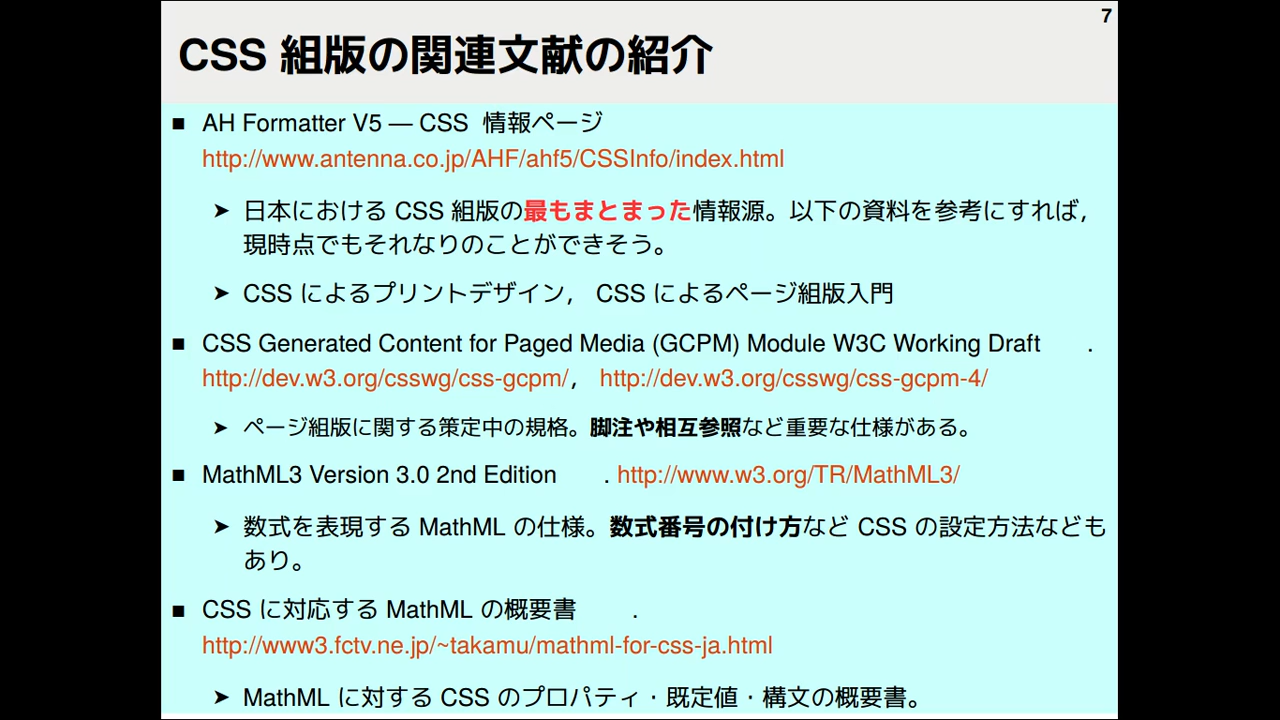 7
CSS 組版の関連文献の紹介
■ AH Formatter V5 — CSS 情報ページ
http://www.antenna.co.jp/AHF/ahf5/CSSInfo/index.html
➤ 日本における CSS 組版の最もまとまった情報源。以下の資料を参考にすれば,
現時点でもそれなりのことができそう。
➤ CSS によるプリントデザイン, CSS によるページ組版入門
■ CSS Generated Content for Paged Media (GCPM) Module W3C Working Draft .
http://dev.w3.org/csswg/css-gcpm/, http://dev.w3.org/csswg/css-gcpm-4/
➤ ページ組版に関する策定中の規格。脚注や相互参照など重要な仕様がある。
■ MathML3 Version 3.0 2nd Edition . http://www.w3.org/TR/MathML3/
➤ 数式を表現する MathML の仕様。数式番号の付け方など CSS の設定方法なども
あり。
■ CSS に対応する MathML の概要書 .
http://www3.fctv.ne.jp/~takamu/mathml-for-css-ja.html
➤ MathML に対する CSS のプロパティ・既定値・構文の概要書。